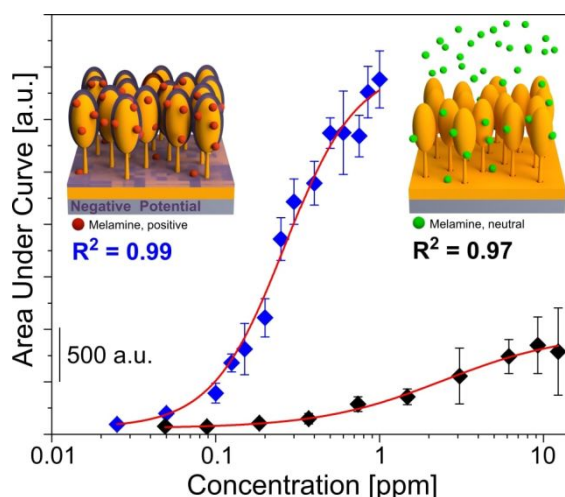 Area Under Curve [a.u.]
Negative Potential
Melamine, positive
R² = 0.99
Melamine, neutral
R² = 0.97
500 a.u.
0.01
0.1
1
10
Concentration [ppm]